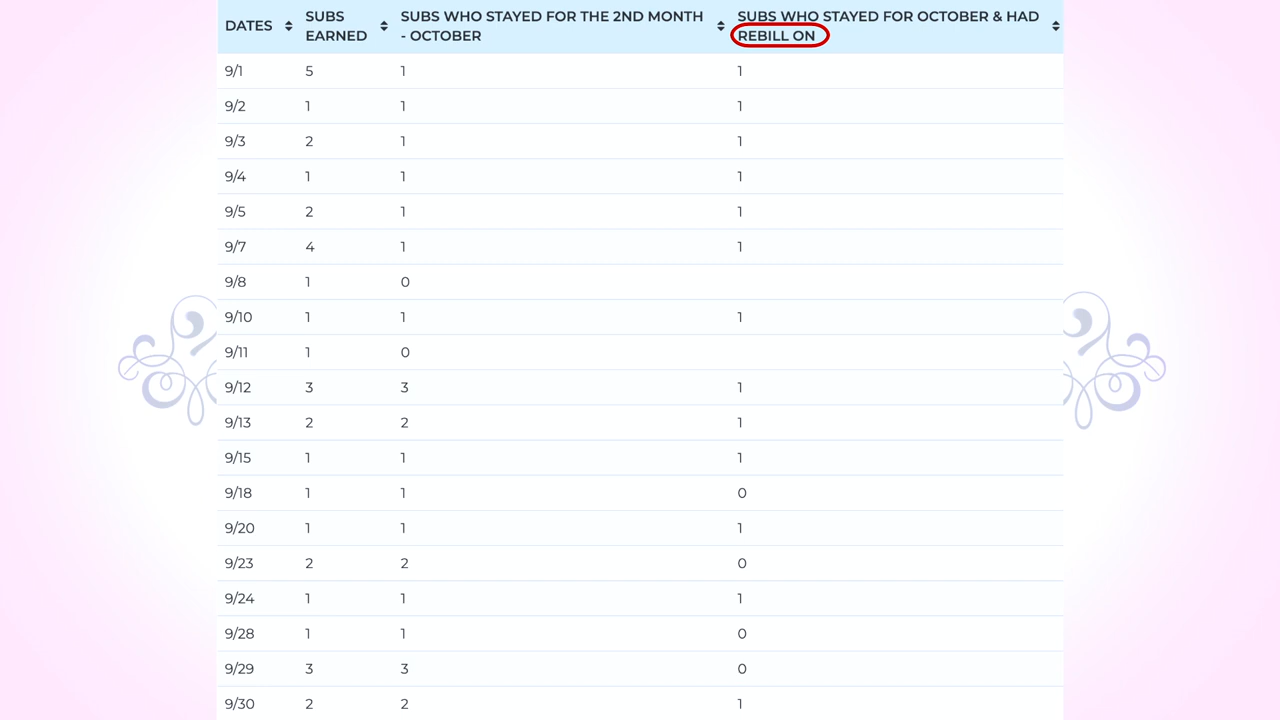 DATES SUBS EARNED SUBS WHO STAYED FOR THE 2ND MONTH - OCTOBER SUBS WHO STAYED FOR OCTOBER & HAD REBILL ON
9/1 5 1 1
9/2 1 1 1
9/3 2 1 1
9/4 1 1 1
9/5 2 1 1
9/7 4 1 1
9/8 1 0
9/10 1 1 1
9/11 1 0
9/12 3 3 1
9/13 2 2 1
9/15 1 1 1
9/18 1 1 0
9/20 1 1 1
9/23 2 2 0
9/24 1 1 1
9/28 1 1 0
9/29 3 3 0
9/30 2 2 1